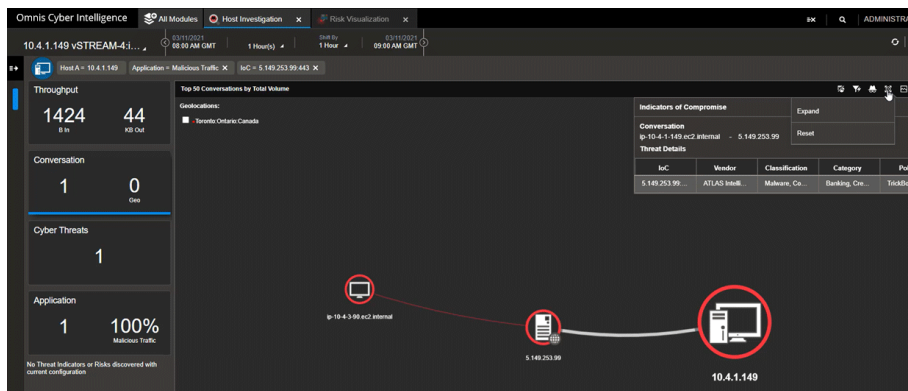 Omnis Cyber Intelligence
All Modules
Host Investigation x
Risk Visualization x
ADMINISTRA
10.4.1.149 vSTREAM-4:i...
03/11/2021
08:00 AM GMT
1 Hour(s)
Shift By
1 Hour
03/11/2021
09:00 AM GMT
Host A = 10.4.1.149
Application = Malicious Traffic X
IoC = 5.149.253.99:443 X
Throughput
1424 44
B In KB Out
Conversation
1 0
Geo
Cyber Threats
1
Application
1 100%
Malicious Traffic
No Threat Indicators or Risks discovered with
current configuration
Top 50 Conversations by Total Volume
Geolocations:
-Toronto:Ontario:Canada
Indicators of Compromise
Conversation
ip-10-4-1-149.ec2.internal - 5.149.253.99
Threat Details
IoC Vendor Classification Category Pol
5.149.253.99:... ATLAS Intelli... Malware, Co... Banking, Cre... TrickBo
Expand
Reset
ip-10-4-3-90.ec2.internal
5.149.253.99
10.4.1.149